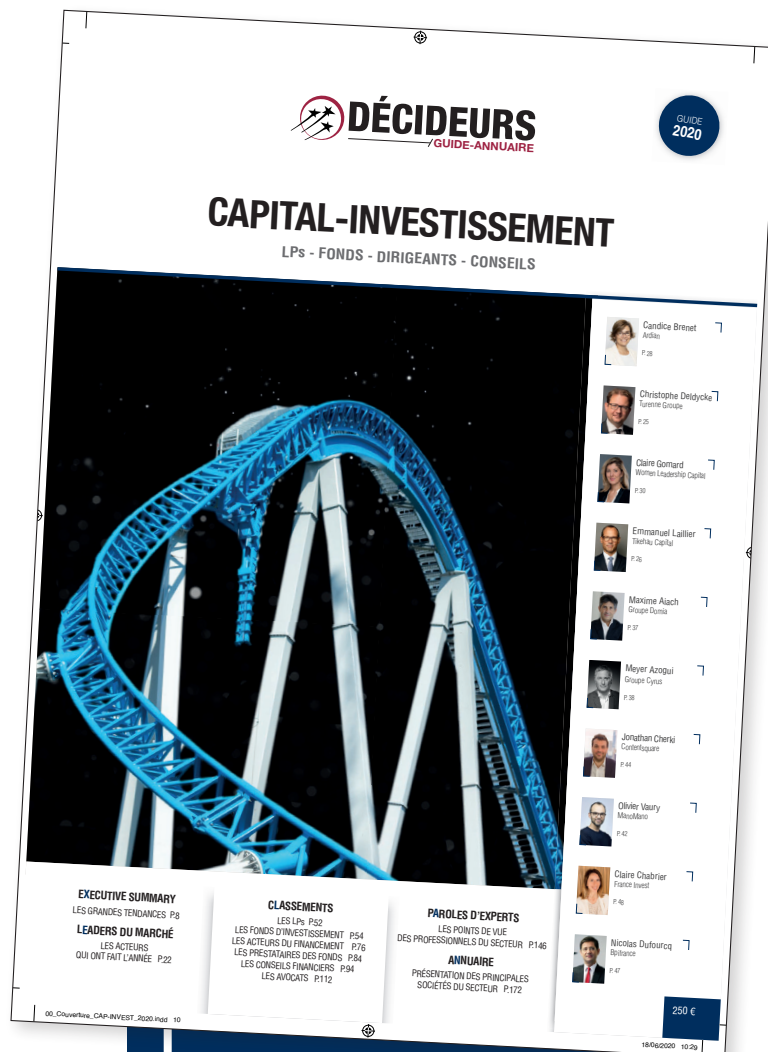 DÉCIDEURS
/GUIDE-ANNUAIRE
GUIDE
2020
CAPITAL-INVESTISSEMENT
LPs - FONDS - DIRIGEANTS - CONSEILS
Candice Brenet
Ardian
P. 28
Christophe Deldycke
Turenne Groupe
P. 25
Claire Gomard
Women Leadership Capital
P. 30
Emmanuel Laillier
Tikehau Capital
P. 26
Maxime Aiach
Groupe Domia
P. 37
Meyer Azogui
Groupe Cyrus
P. 38
Jonathan Cherki
Contentsquare
P. 44
Olivier Vaury
ManoMano
P. 42
Claire Chabrier
France Invest
P. 46
Nicolas Dufourcq
Bpifrance
P. 47
EXECUTIVE SUMMARY
LES GRANDES TENDANCES P.8
LEADERS DU MARCHÉ
LES ACTEURS
QUI ONT FAIT L'ANNÉE P.22
CLASSEMENTS
LES LPs P.52
LES FONDS D'INVESTISSEMENT P.54
LES ACTEURS DU FINANCEMENT P.76
LES PRESTATAIRES DES FONDS P.84
LES CONSEILS FINANCIERS P.94
LES AVOCATS P.112
PAROLES D'EXPERTS
LES POINTS DE VUE
DES PROFESSIONNELS DU SECTEUR P.146
ANNUAIRE
PRÉSENTATION DES PRINCIPALES
SOCIÉTÉS DU SECTEUR P.172
250 €
00_Couverture_CAP-INVEST_2020.indd 10
18/06/2020 10:29